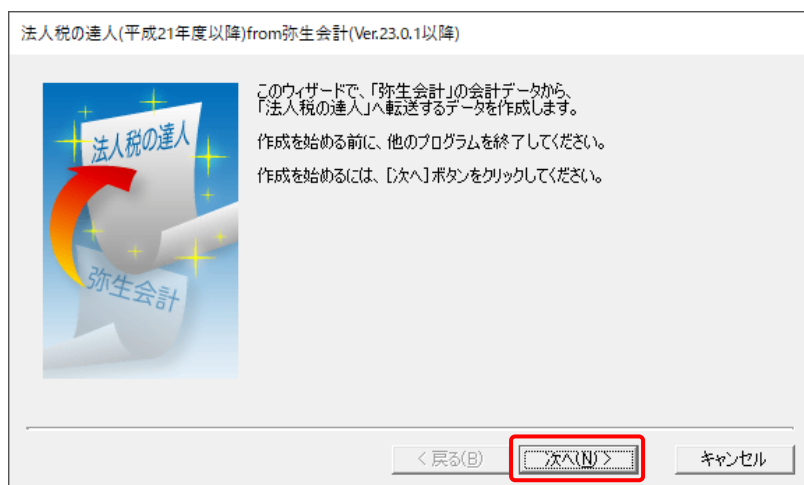 法人税の達人(平成21年度以降)from弥生会計(Ver.23.0.1以降)
法人税の達人
弥生会計
このウィザードで、「弥生会計」の会計データから、
「法人税の達人」へ転送するデータを作成します。
作成を始める前に、他のプログラムを終了してください。
作成を始めるには、[次へ]ボタンをクリックしてください。
< 戻る(B)
次へ(N) >
キャンセル